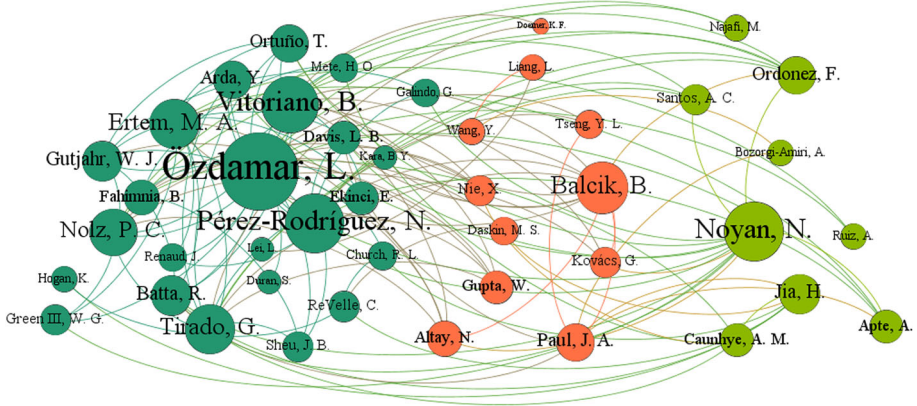 Doemer, K.F.
Najafi, M.
Ortuño, T.
Mete, H. O
Liang, L.
Arda, Y.
Ordonez, F.
Vitoriano, B.
Galindo, G.
Santos, A. C.
Ertem, M. A.
Davis, L. B.
Wang, Y.
Tseng, Y. L.
Gutjahr, W. J.
Kara, B. Y.
Bozorgi-Amiri, A.
Özdamar, L.
Fahimnia, B.
Ekinci, E.
Nie, X.
Balcik, B.
Nolz, P. C.
Pérez-Rodríguez, N.
Daskin, M. S.
Noyan, N.
Ruiz, A.
Renaud, J.
Lei, L.
Church, R. L.
Kovács, G.
Hogan, K.
Duran, S.
Batta, R.
ReVelle, C.
Gupta, W.
Jia, H.
Green III, W. G.
Tirado, G.
Sheu, J. B.
Altay, N.
Paul, J. A.
Caunhye, A. M.
Apte, A.